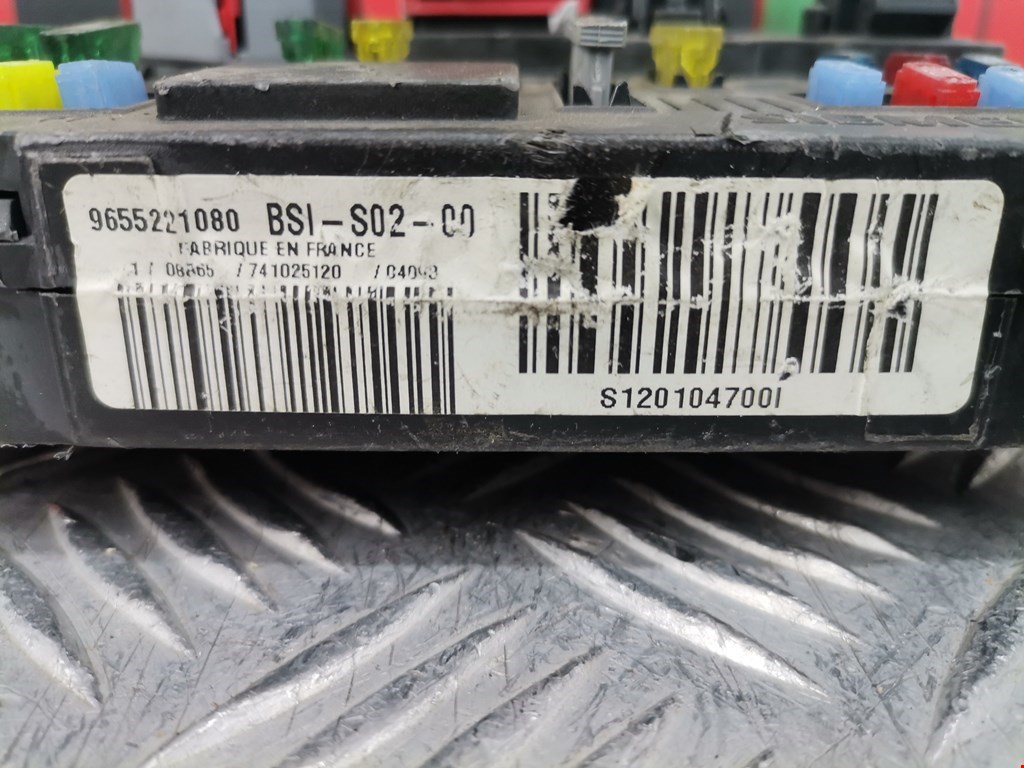 9655221080 BSI-S02-00
FABRIQUE EN FRANCE
/741025120
S120104700I